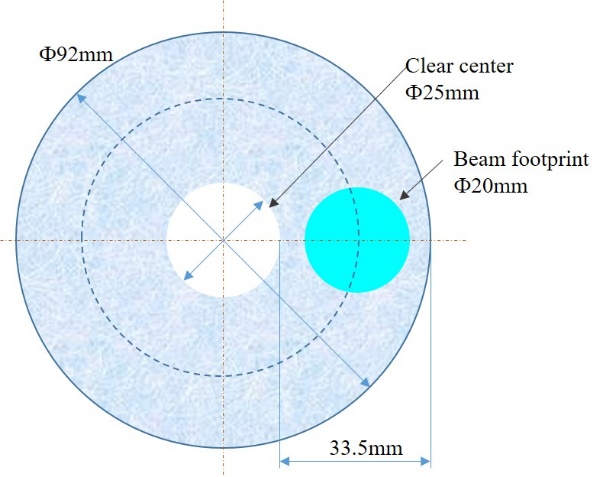 Φ92mm
Clear center
Φ25mm
Beam footprint
Φ20mm
33.5mm